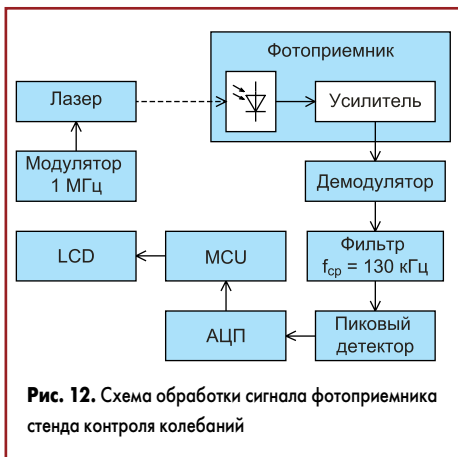 Фотоприемник
Лазер
Усилитель
Модулятор
1 МГц
Демодулятор
LCD
MCU
Фильтр
fср = 130 кГц
АЦП
Пиковый
детектор
Рис. 12. Схема обработки сигнала фотоприемника
стенда контроля колебаний